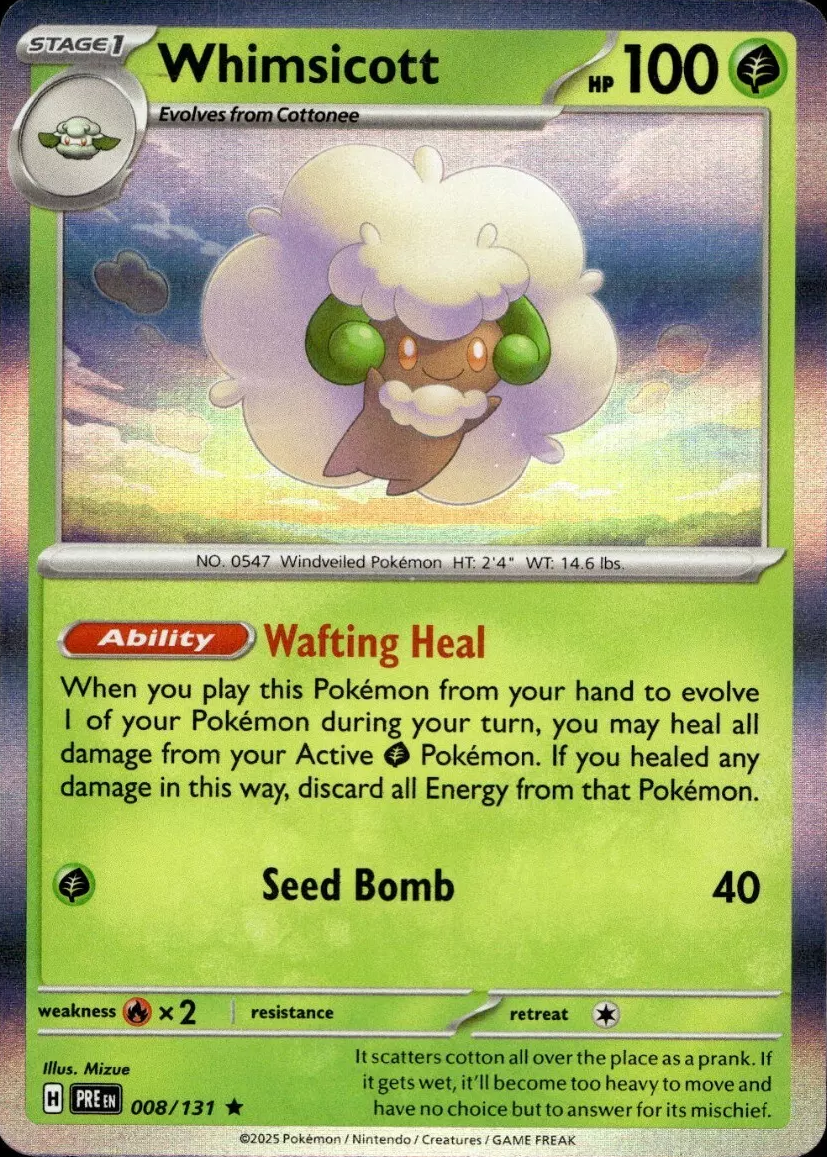 STAGE1
Whimsicott
HP 100
Evolves from Cottonee
NO. 0547 Windveiled Pokémon HT: 2'4" WT: 14.6 lbs.
Ability Wafting Heal
When you play this Pokémon from your hand to evolve
1 of your Pokémon during your turn, you may heal all
damage from your Active Pokémon. If you healed any
damage in this way, discard all Energy from that Pokémon.
Seed Bomb 40
weakness ×2 resistance retreat
Illus. Mizue
It scatters cotton all over the place as a prank. If
it gets wet, it'll become too heavy to move and
have no choice but to answer for its mischief.
H PRE EN 008/131 ★
©2025 Pokémon / Nintendo / Creatures / GAME FREAK